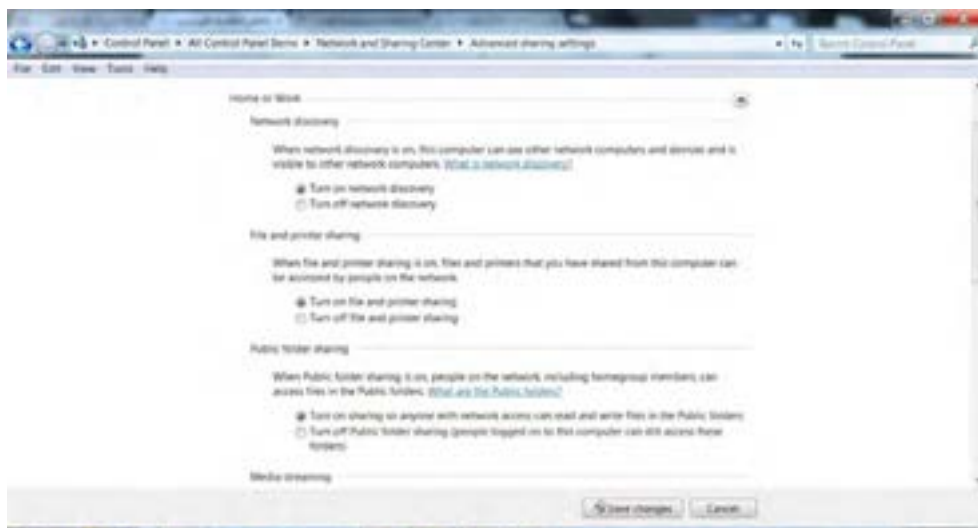 Control Panel ▸ All Control Panel Items ▸ Network and Sharing Center ▸ Advanced sharing settings
Search Control Panel
File Edit View Tools Help
Home or Work
Network discovery
When network discovery is on, this computer can see other network computers and devices and is
visible to other network computers. What is network discovery?
Turn on network discovery
Turn off network discovery
File and printer sharing
When file and printer sharing is on, files and printers that you have shared from this computer can
be accessed by people on the network.
Turn on file and printer sharing
Turn off file and printer sharing
Public folder sharing
When Public folder sharing is on, people on the network, including homegroup members, can
access files in the Public folders. What are the Public folders?
Turn on sharing so anyone with network access can read and write files in the Public folders
Turn off Public folder sharing (people logged on to this computer can still access these
folders)
Media streaming
Save changes
Cancel